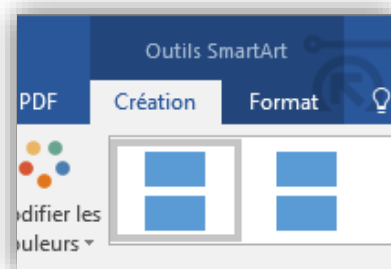 Outils SmartArt
PDF Création Format
odifier les
ouleurs